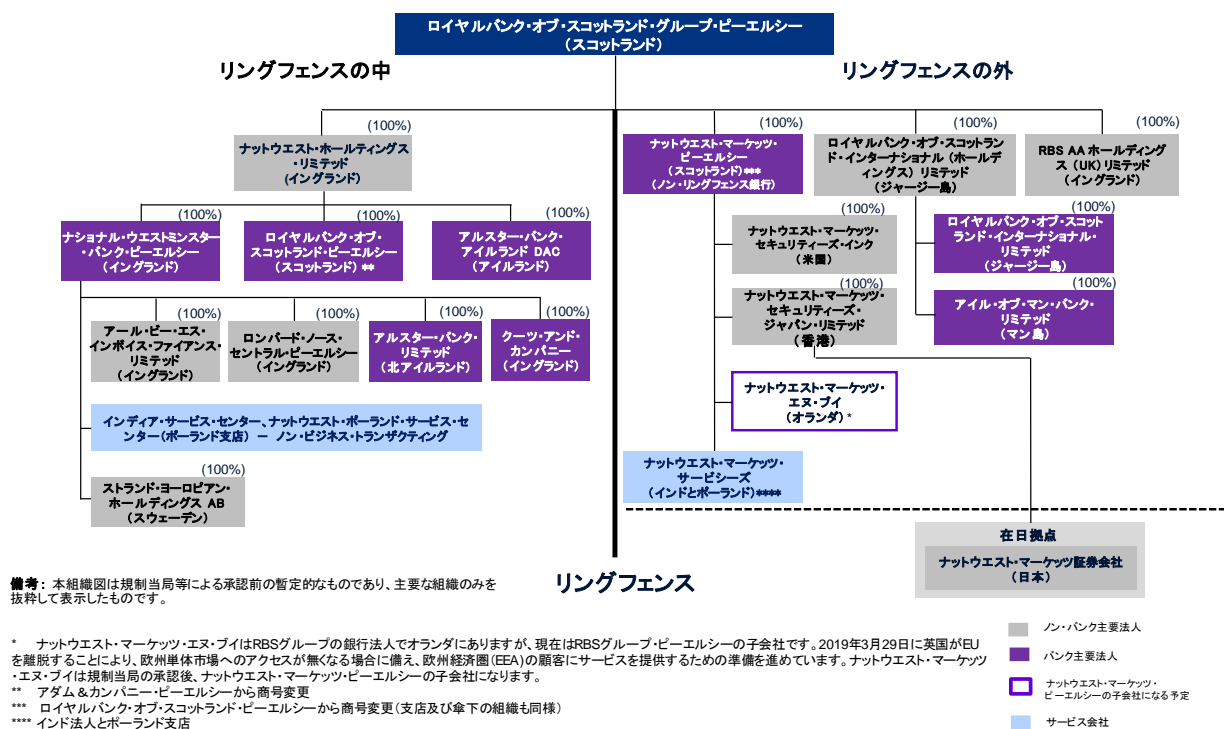 ロイヤルバンク・オブ・スコットランド・グループ・ピーエルシー
(スコットランド)
リングフェンスの中
リングフェンスの外
(100%)
ナットウエスト・ホールティングス
・リミテッド
(イングランド)
(100%)
ナットウエスト・マーケッツ・
ピーエルシー
(スコットランド)***
(ノン・リングフェンス銀行)
(100%)
ロイヤルバンク・オブ・スコットラン
ド・インターナショナル (ホール
ディングス) リミテッド
(ジャージー島)
(100%)
RBS AA ホールディング
ス (UK) リミテッド
(イングランド)
(100%)
ナショナル・ウエストミンスター
・バンク・ピーエルシー
(イングランド)
(100%)
ロイヤルバンク・オブ・
スコットランド・ピーエルシー
(スコットランド) **
(100%)
アルスター・バンク・
アイルランド DAC
(アイルランド)
(100%)
ナットウエスト・マーケッツ・
セキュリティーズ・インク
(米国)
(100%)
ロイヤルバンク・オブ・スコット
ランド・インターナショナル・
リミテッド
(ジャージー島)
(100%)
アール・ビー・エス・
インボイス・ファイアンス・
リミテッド
(イングランド)
(100%)
ロンバード・ノース・
セントラル・ピーエルシー
(イングランド)
(100%)
アルスター・バンク・
リミテッド
(北アイルランド)
(100%)
クーツ・アンド・
カンパニー
(イングランド)
(100%)
ナットウエスト・マーケッツ・
セキュリティーズ・
ジャパン・リミテッド
(香港)
(100%)
アイル・オブ・マン・バンク・
リミテッド
(マン島)
インディア・サービス・センター、ナットウエスト・ポーランド・サービス・セ
ンター(ポーランド支店) － ノン・ビジネス・トランザクティング
ナットウエスト・マーケッツ・
エヌ・ブイ
(オランダ) *
(100%)
ストランド・ヨーロピアン・
ホールディングス AB
(スウェーデン)
ナットウエスト・マーケッツ・
サービシーズ
(インドとポーランド)****
在日拠点
ナットウエスト・マーケッツ証券会社
(日本)
リングフェンス
備考: 本組織図は規制当局等による承認前の暫定的なものであり、主要な組織のみを
抜粋して表示したものです。
* ナットウエスト・マーケッツ・エヌ・ブイはRBSグループの銀行法人でオランダにありますが、現在はRBSグループ・ピーエルシーの子会社です。2019年3月29日に英国がEU
を離脱することにより、欧州単体市場へのアクセスが無くなる場合に備え、欧州経済圏(EEA)の顧客にサービスを提供するための準備を進めています。ナットウエスト・マーケッツ
・エヌ・ブイは規制当局の承認後、ナットウエスト・マーケッツ・ピーエルシーの子会社になります。
** アダム＆カンパニー・ピーエルシーから商号変更
*** ロイヤルバンク・オブ・スコットランド・ピーエルシーから商号変更(支店及び傘下の組織も同様)
**** インド法人とポーランド支店
ノン・バンク主要法人
バンク主要法人
ナットウエスト・マーケッツ・
ピーエルシーの子会社になる予定
サービス会社